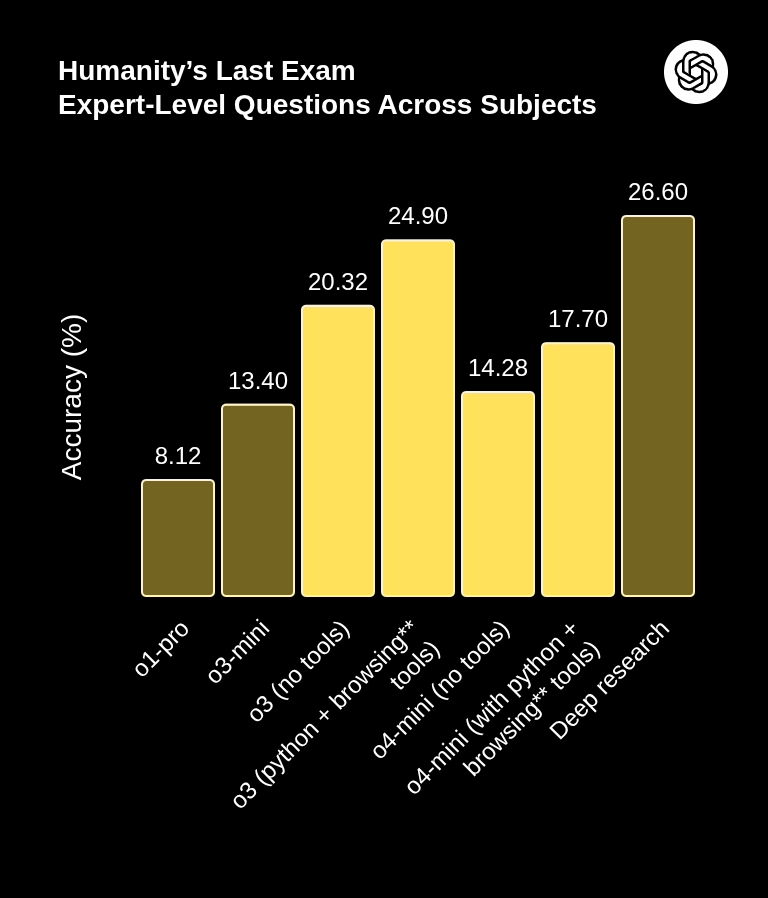 Humanity’s Last Exam
Expert-Level Questions Across Subjects
Accuracy (%)
8.12
13.40
20.32
24.90
14.28
17.70
26.60
o1-pro
o3-mini
o3 (no tools)
o3 (python + browsing**
tools)
o4-mini (no tools)
o4-mini (with python +
browsing** tools)
Deep research